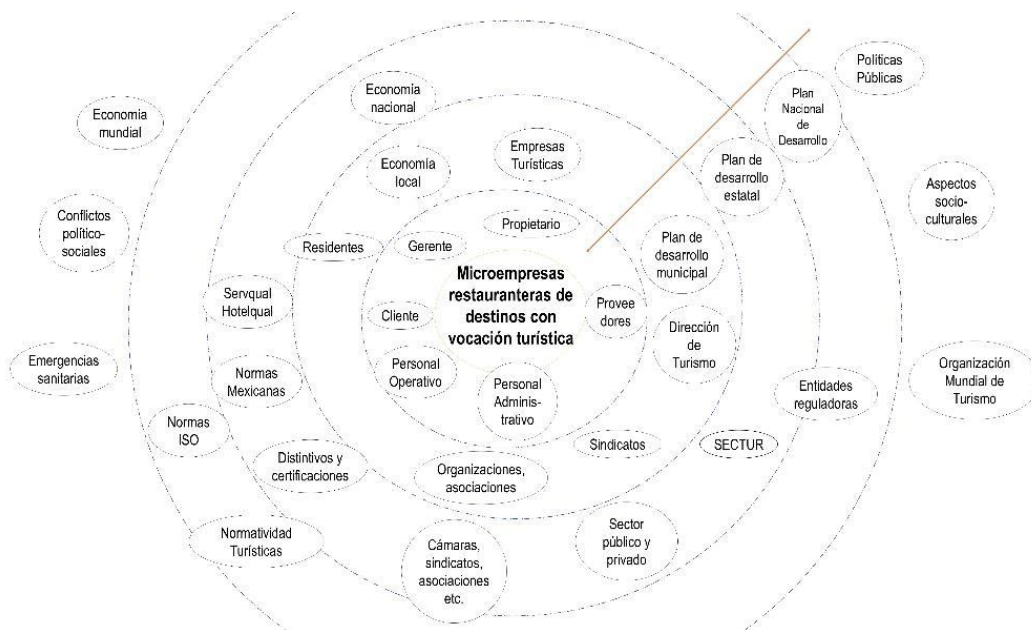 Políticas
Públicas
Economía
nacional
Plan
Nacional
de
Desarrollo
Economía
mundial
Empresas
Turísticas
Plan de
desarrollo
estatal
Economía
local
Aspectos
socio-
culturales
Conflictos
político-
sociales
Propietario
Residentes
Gerente
Plan de
desarrollo
municipal
Microempresas
restauranteras de
destinos con
vocación turística
Servqual
Hotelqual
Cliente
Provee
dores
Dirección
de
Turismo
Emergencias
sanitarias
Normas
Mexicanas
Personal
Operativo
Personal
Adminis-
trativo
Entidades
reguladoras
Organización
Mundial de
Turismo
Normas
ISO
Sindicatos
SECTUR
Distintivos y
certificaciones
Organizaciones,
asociaciones
Normatividad
Turísticas
Cámaras,
sindicatos,
asociaciones
etc.
Sector
público y
privado